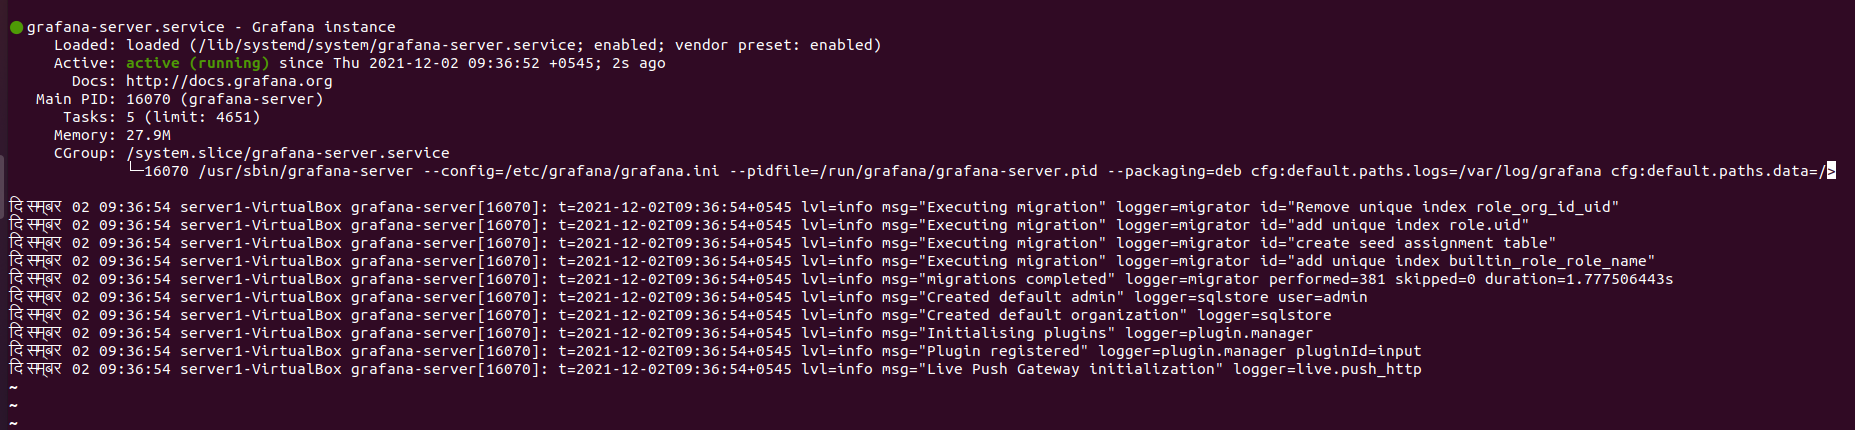 ● grafana-server.service - Grafana instance
Loaded: loaded (/lib/systemd/system/grafana-server.service; enabled; vendor preset: enabled)
Active: active (running) since Thu 2021-12-02 09:36:52 +0545; 2s ago
Docs: http://docs.grafana.org
Main PID: 16070 (grafana-server)
Tasks: 5 (limit: 4651)
Memory: 27.9M
CGroup: /system.slice/grafana-server.service
└─16070 /usr/sbin/grafana-server --config=/etc/grafana/grafana.ini --pidfile=/run/grafana/grafana-server.pid --packaging=deb cfg:default.paths.logs=/var/log/grafana cfg:default.paths.data=/>
दिसम्बर 02 09:36:54 server1-VirtualBox grafana-server[16070]: t=2021-12-02T09:36:54+0545 lvl=info msg="Executing migration" logger=migrator id="Remove unique index role_org_id_uid"
दिसम्बर 02 09:36:54 server1-VirtualBox grafana-server[16070]: t=2021-12-02T09:36:54+0545 lvl=info msg="Executing migration" logger=migrator id="add unique index role.uid"
दिसम्बर 02 09:36:54 server1-VirtualBox grafana-server[16070]: t=2021-12-02T09:36:54+0545 lvl=info msg="Executing migration" logger=migrator id="create seed assignment table"
दिसम्बर 02 09:36:54 server1-VirtualBox grafana-server[16070]: t=2021-12-02T09:36:54+0545 lvl=info msg="Executing migration" logger=migrator id="add unique index builtin_role_role_name"
दिसम्बर 02 09:36:54 server1-VirtualBox grafana-server[16070]: t=2021-12-02T09:36:54+0545 lvl=info msg="migrations completed" logger=migrator performed=381 skipped=0 duration=1.777506443s
दिसम्बर 02 09:36:54 server1-VirtualBox grafana-server[16070]: t=2021-12-02T09:36:54+0545 lvl=info msg="Created default admin" logger=sqlstore user=admin
दिसम्बर 02 09:36:54 server1-VirtualBox grafana-server[16070]: t=2021-12-02T09:36:54+0545 lvl=info msg="Created default organization" logger=sqlstore
दिसम्बर 02 09:36:54 server1-VirtualBox grafana-server[16070]: t=2021-12-02T09:36:54+0545 lvl=info msg="Initialising plugins" logger=plugin.manager
दिसम्बर 02 09:36:54 server1-VirtualBox grafana-server[16070]: t=2021-12-02T09:36:54+0545 lvl=info msg="Plugin registered" logger=plugin.manager pluginId=input
दिसम्बर 02 09:36:54 server1-VirtualBox grafana-server[16070]: t=2021-12-02T09:36:54+0545 lvl=info msg="Live Push Gateway initialization" logger=live.push_http
~
~
~